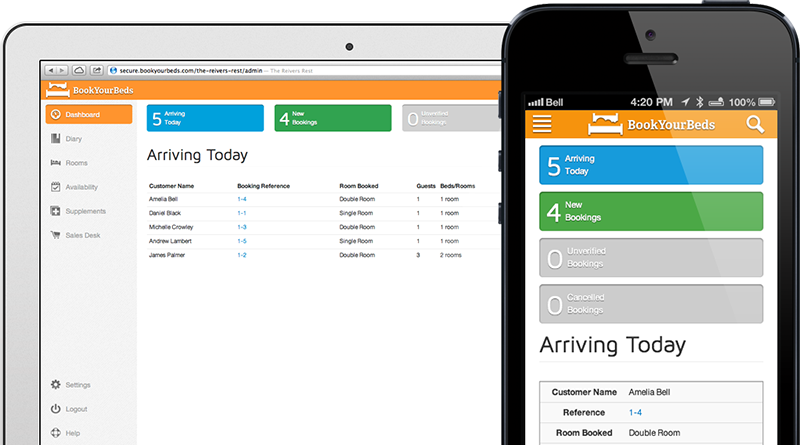 secure.bookyourbeds.com/the-reivers-rest/admin — The Reivers Rest
BookYourBeds
Dashboard
Diary
Rooms
Availability
Supplements
Sales Desk
Settings
Logout
Help
5 Arriving
Today
4 New
Bookings
0 Unverified
Bookings
Arriving Today
Customer Name Booking Reference Room Booked Guests Beds/Rooms
Amelia Bell 1-4 Double Room 1 1 room
Daniel Black 1-1 Single Room 1 1 room
Michelle Crowley 1-3 Double Room 1 1 room
Andrew Lambert 1-5 Single Room 1 1 room
James Palmer 1-2 Double Room 3 2 rooms
Bell 4:20 PM 100%
BookYourBeds
5 Arriving
Today
4 New
Bookings
0 Unverified
Bookings
0 Cancelled
Bookings
Arriving Today
Customer Name Amelia Bell
Reference 1-4
Room Booked Double Room